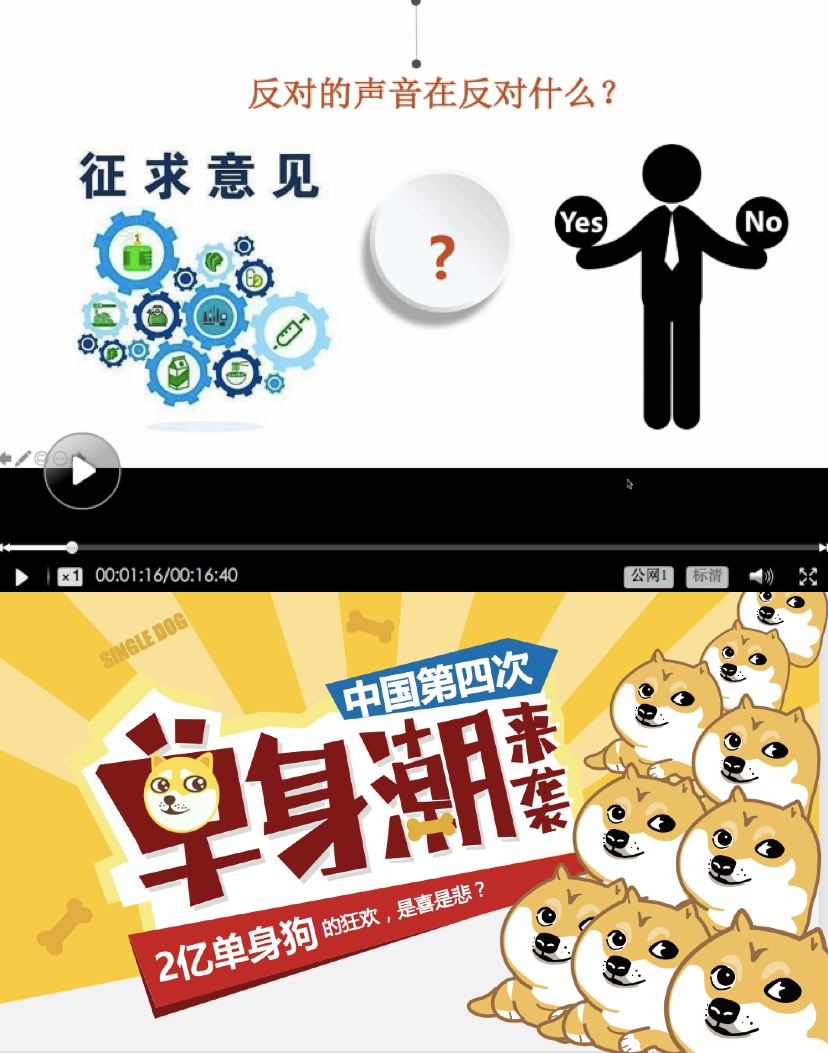 反对的声音在反对什么?
征求意见
?
Yes
No
×1
00:01:16/00:16:40
公网1
标清
SINGLE DOG
中国第四次
单身潮
来袭
2亿单身狗的狂欢,是喜是悲?